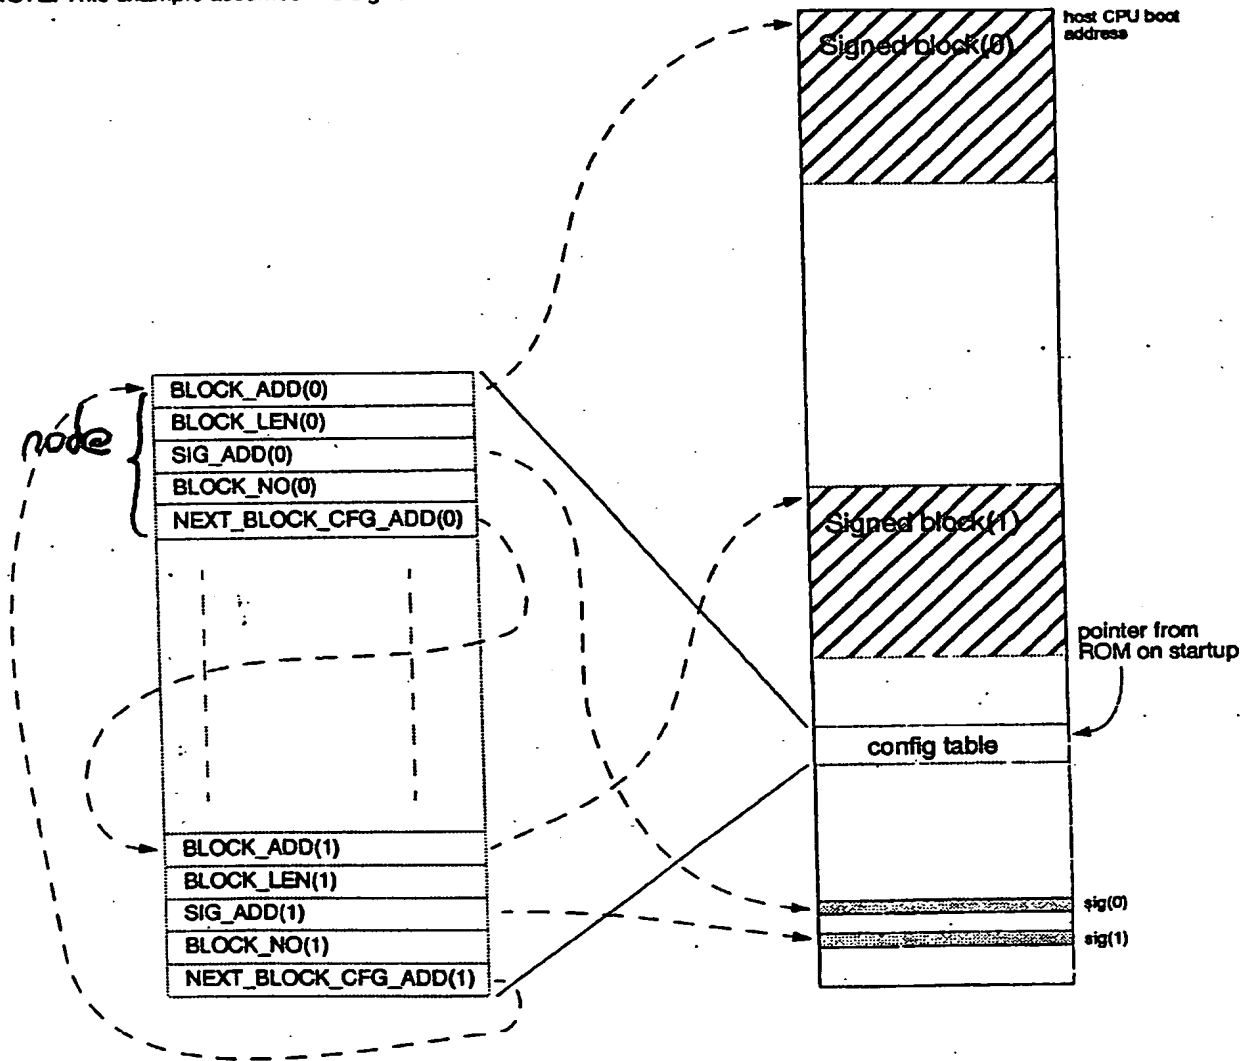 host CPU boot
address
Signed block(0)
BLOCK_ADD(0)
BLOCK_LEN(0)
node
SIG_ADD(0)
BLOCK_NO(0)
NEXT_BLOCK_CFG_ADD(0)
Signed block(1)
pointer from
ROM on startup
config table
BLOCK_ADD(1)
BLOCK_LEN(1)
SIG_ADD(1)
BLOCK_NO(1)
NEXT_BLOCK_CFG_ADD(1)
sig(0)
sig(1)